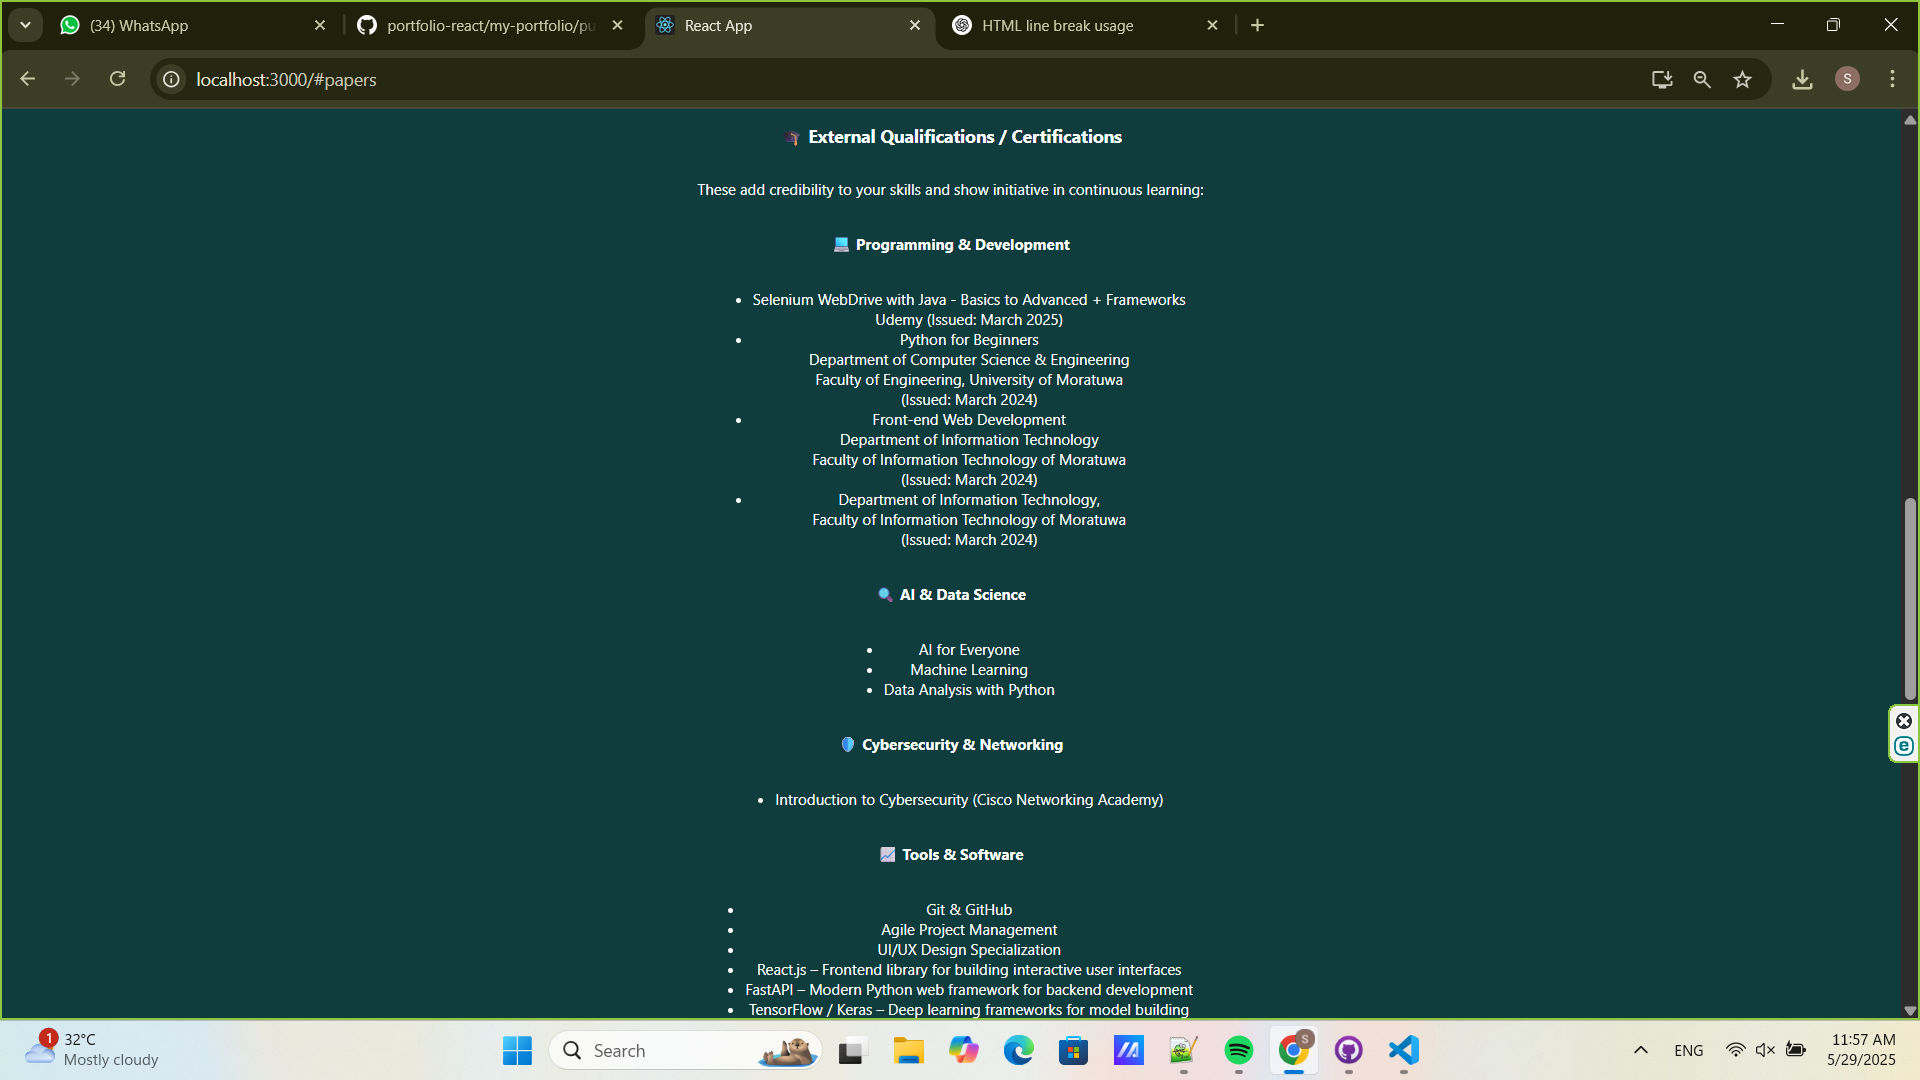 (34) WhatsApp
portfolio-react/my-portfolio/pu
React App
HTML line break usage
localhost:3000/#papers
S
External Qualifications / Certifications
These add credibility to your skills and show initiative in continuous learning:
Programming & Development
• Selenium WebDrive with Java - Basics to Advanced + Frameworks
Udemy (Issued: March 2025)
• Python for Beginners
Department of Computer Science & Engineering
Faculty of Engineering, University of Moratuwa
(Issued: March 2024)
• Front-end Web Development
Department of Information Technology
Faculty of Information Technology of Moratuwa
(Issued: March 2024)
• Department of Information Technology,
Faculty of Information Technology of Moratuwa
(Issued: March 2024)
AI & Data Science
• AI for Everyone
• Machine Learning
• Data Analysis with Python
Cybersecurity & Networking
• Introduction to Cybersecurity (Cisco Networking Academy)
Tools & Software
• Git & GitHub
• Agile Project Management
• UI/UX Design Specialization
• React.js – Frontend library for building interactive user interfaces
• FastAPI – Modern Python web framework for backend development
• TensorFlow / Keras – Deep learning frameworks for model building
1
32°C
Mostly cloudy
Search
S
ENG
11:57 AM
5/29/2025